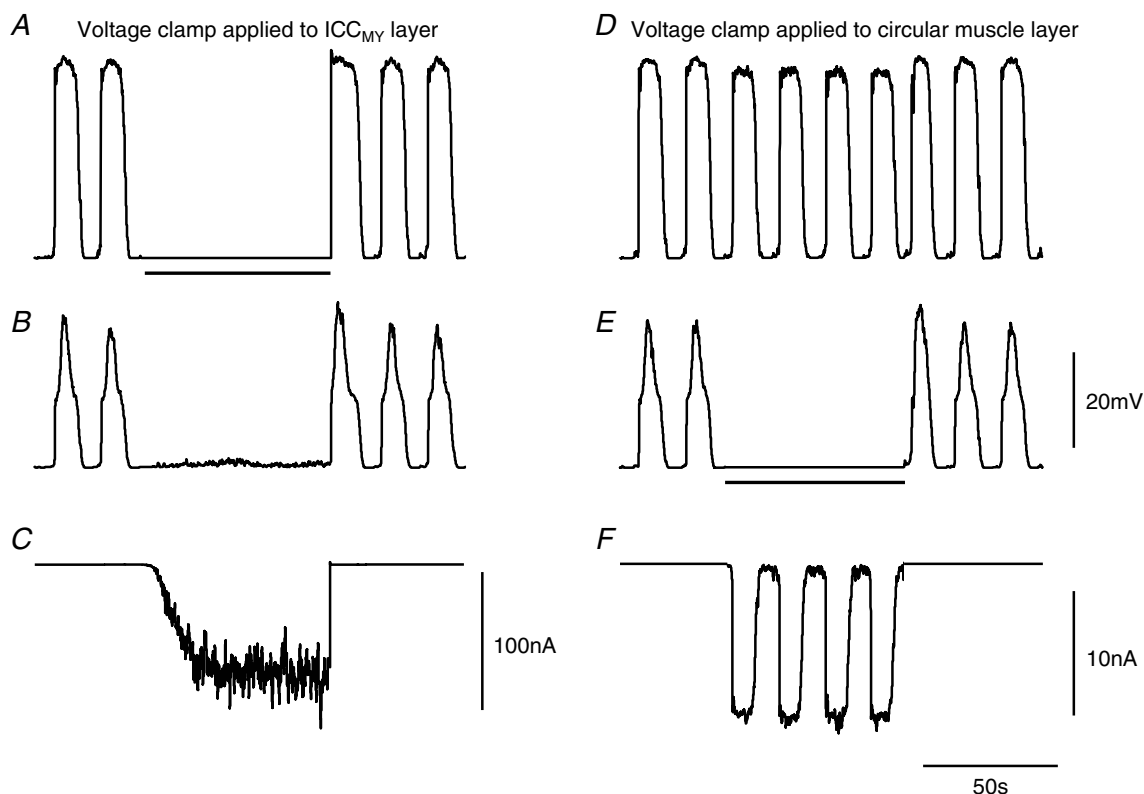 A Voltage clamp applied to ICCMY layer
D Voltage clamp applied to circular muscle layer
B
E
20mV
C
F
100nA
10nA
50s